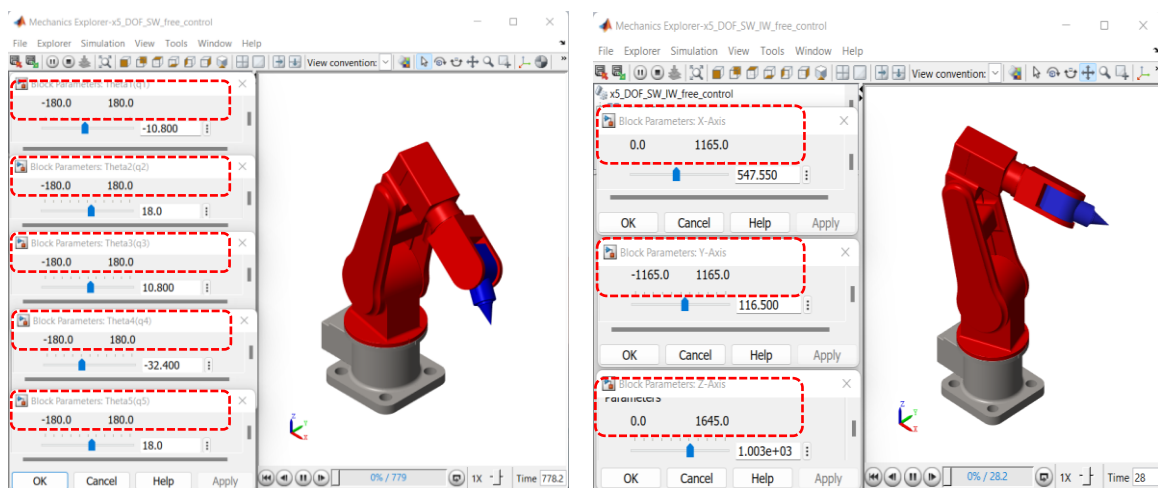 Mechanics Explorer-x5_DOF_SW_free_control
File Explorer Simulation View Tools Window Help
View convention:
Block Parameters: Theta1(q1)
-180.0 180.0
-10.800
Block Parameters: Theta2(q2)
-180.0 180.0
18.0
Block Parameters: Theta3(q3)
-180.0 180.0
10.800
Block Parameters: Theta4(q4)
-180.0 180.0
-32.400
Block Parameters: Theta5(q5)
-180.0 180.0
18.0
OK Cancel Help Apply
Z
Y
X
0% / 779 1X Time 778.2
Mechanics Explorer-x5_DOF_SW_IW_free_control
File Explorer Simulation View Tools Window Help
View convention:
x5_DOF_SW_IW_free_control
Block Parameters: X-Axis
0.0 1165.0
547.550
OK Cancel Help Apply
Block Parameters: Y-Axis
-1165.0 1165.0
116.500
OK Cancel Help Apply
Block Parameters: Z-Axis
Parameters
0.0 1645.0
1.003e+03
OK Cancel Help Apply
Z
Y
X
0% / 28.2 1X Time 28